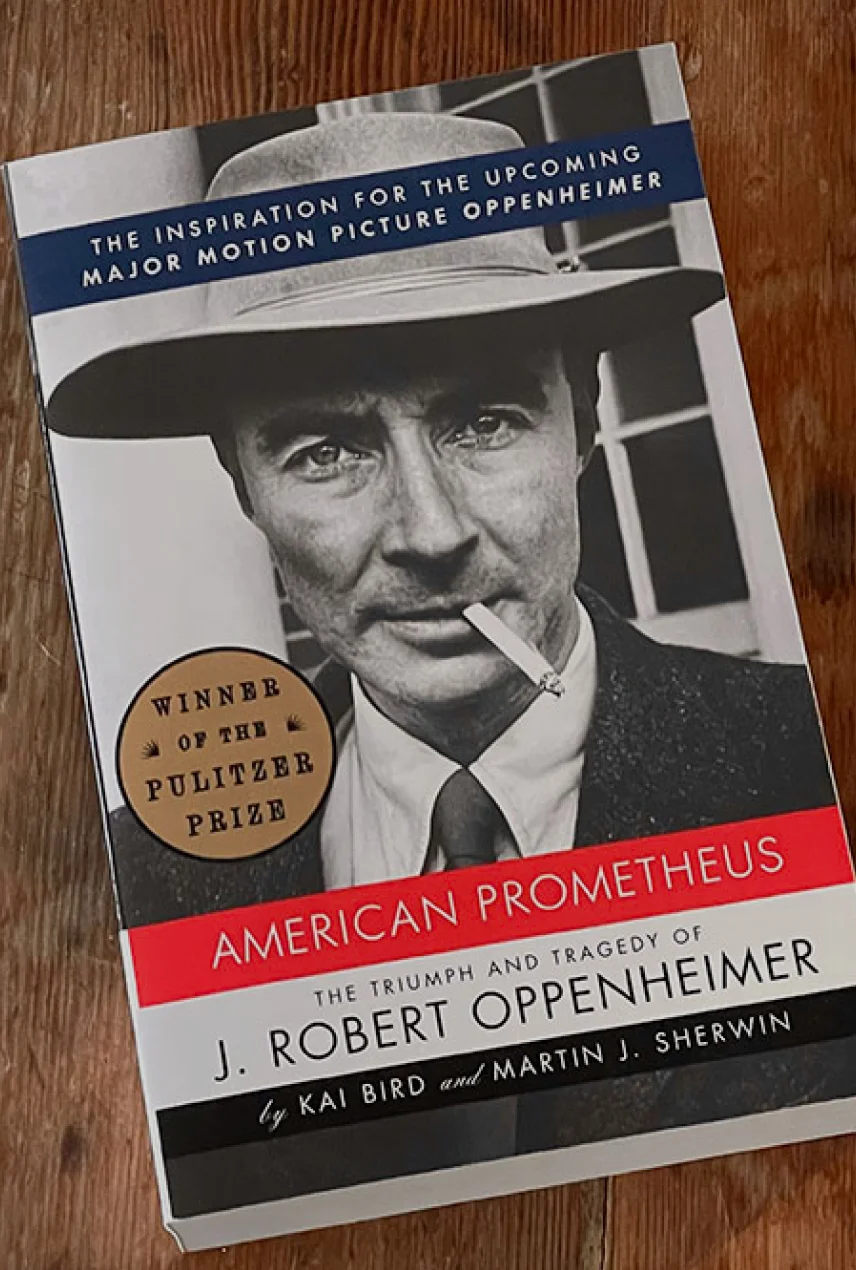 THE INSPIRATION FOR THE UPCOMING
MAJOR MOTION PICTURE OPPENHEIMER
WINNER
OF THE
PULITZER
PRIZE
AMERICAN PROMETHEUS
THE TRIUMPH AND TRAGEDY OF
J. ROBERT OPPENHEIMER
by KAI BIRD and MARTIN J. SHERWIN